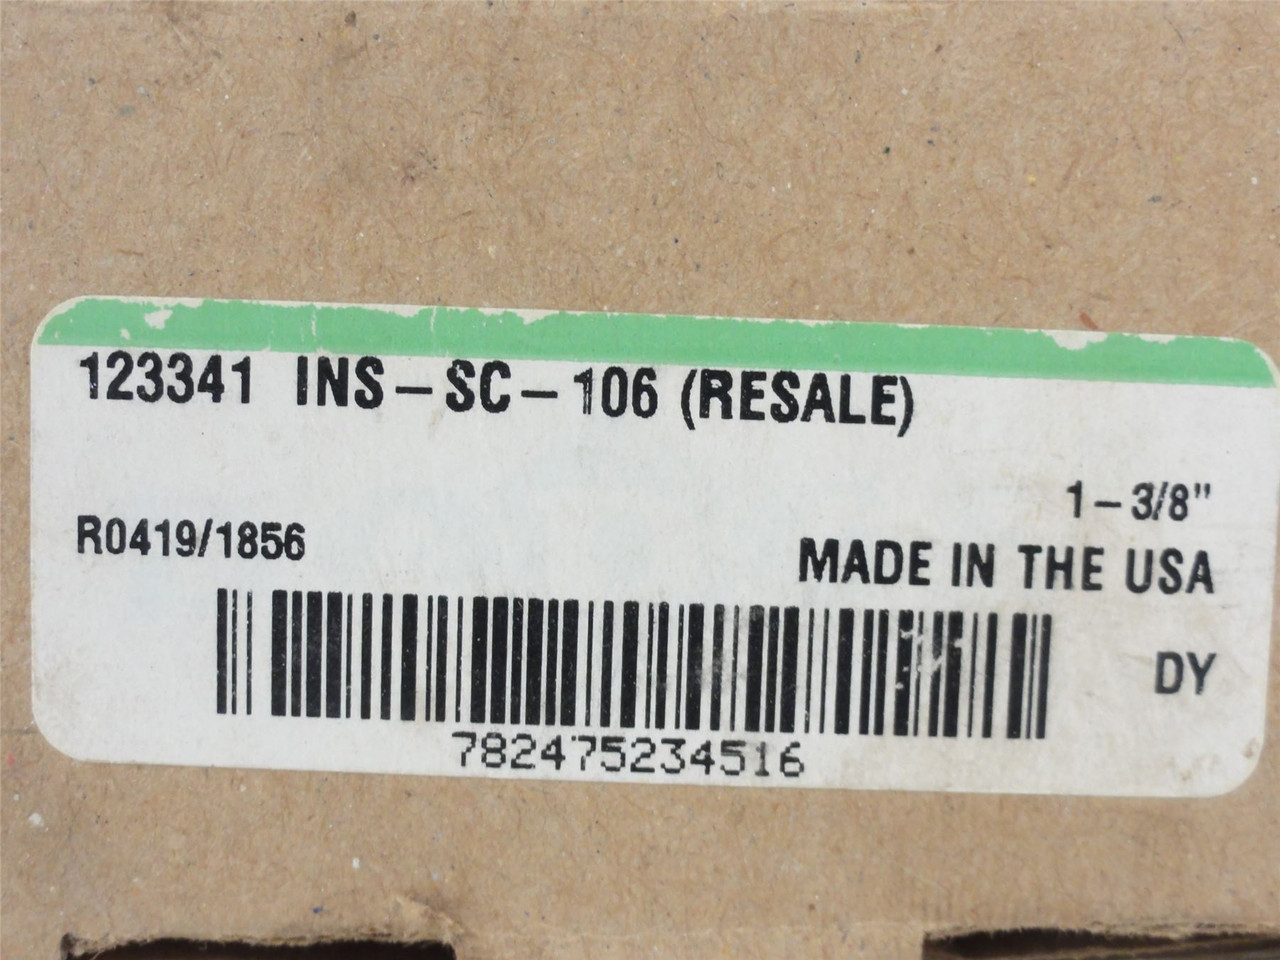 123341 INS-SC-106 (RESALE)
1-3/8"
R0419/1856
MADE IN THE USA
DY
782475234516